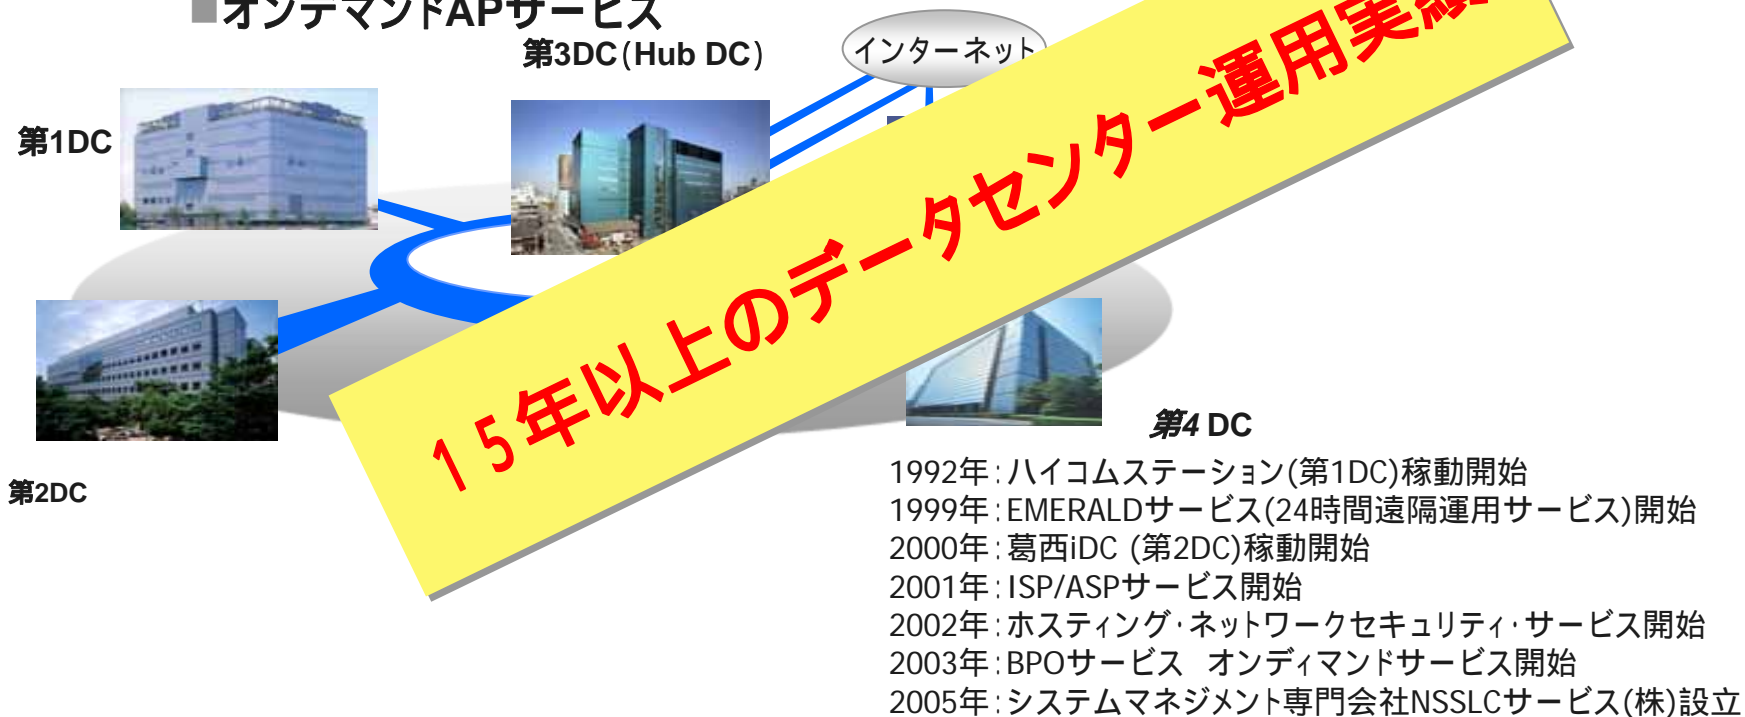 ■オンデマンドAPサービス
第3DC(Hub DC)
インターネット
第1DC
15年以上のデータセンター運用実績
第4 DC
第2DC
1992年:ハイコムステーション(第1DC)稼動開始
1999年:EMERALDサービス(24時間遠隔運用サービス)開始
2000年:葛西iDC (第2DC)稼動開始
2001年:ISP/ASPサービス開始
2002年:ホスティング・ネットワークセキュリティ・サービス開始
2003年:BPOサービス　オンディマンドサービス開始
2005年:システムマネジメント専門会社NSSLCサービス(株)設立